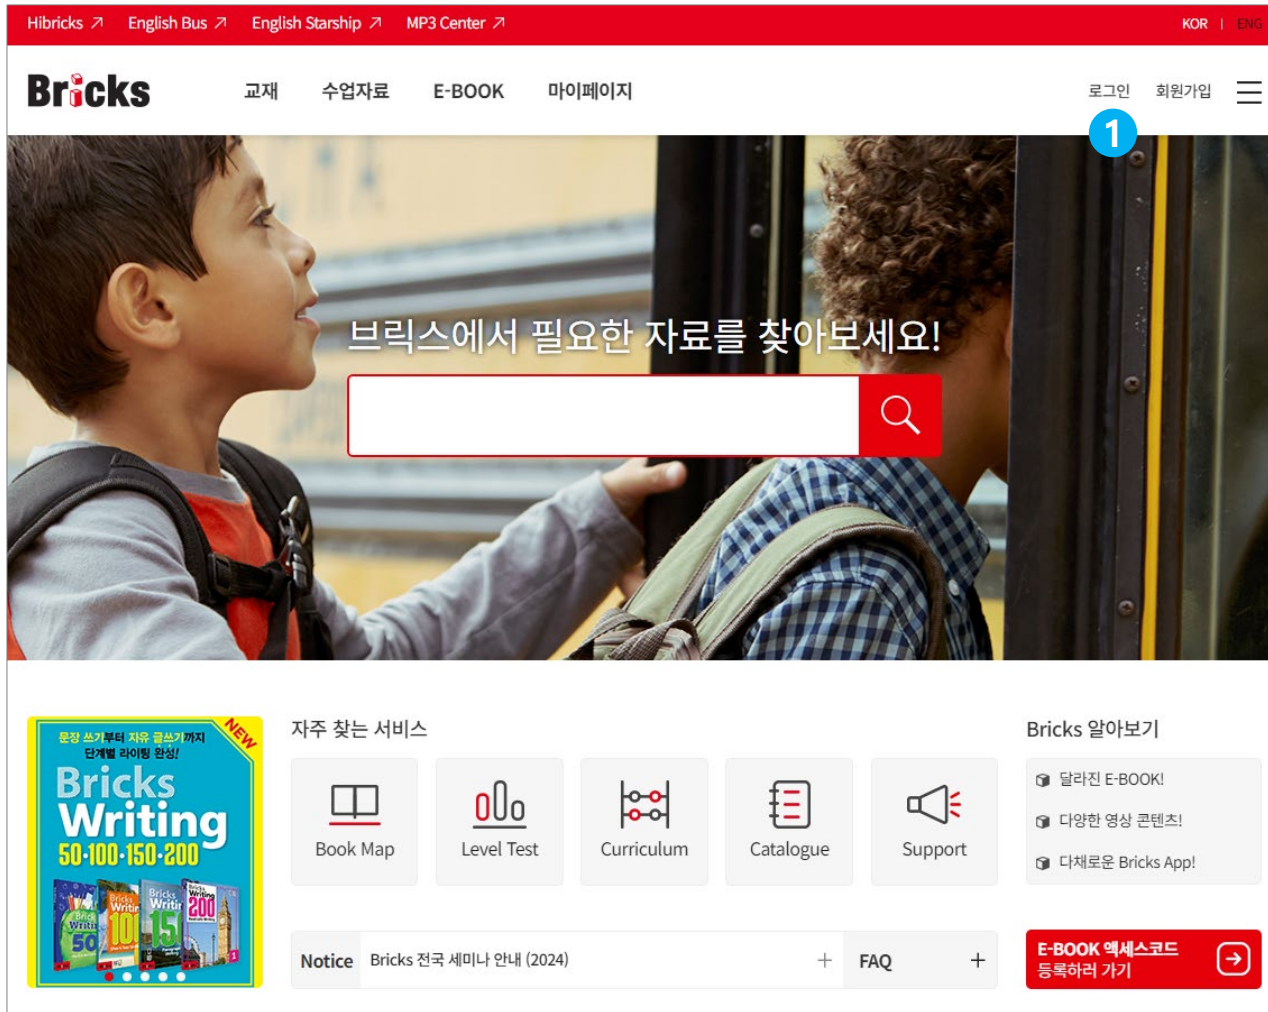 Hibricks ↗ English Bus ↗ English Starship ↗ MP3 Center ↗ KOR | ENG
Bricks 교재 수업자료 E-BOOK 마이페이지 로그인 회원가입
1
브릭스에서 필요한 자료를 찾아보세요!
문장 쓰기부터 자유 글쓰기까지
단계별 라이팅 완성!
NEW
Bricks
Writing
50·100·150·200
자주 찾는 서비스
Book Map Level Test Curriculum Catalogue Support
Notice Bricks 전국 세미나 안내 (2024) + FAQ +
Bricks 알아보기
달라진 E-BOOK!
다양한 영상 콘텐츠!
다채로운 Bricks App!
E-BOOK 액세스코드
등록하러 가기